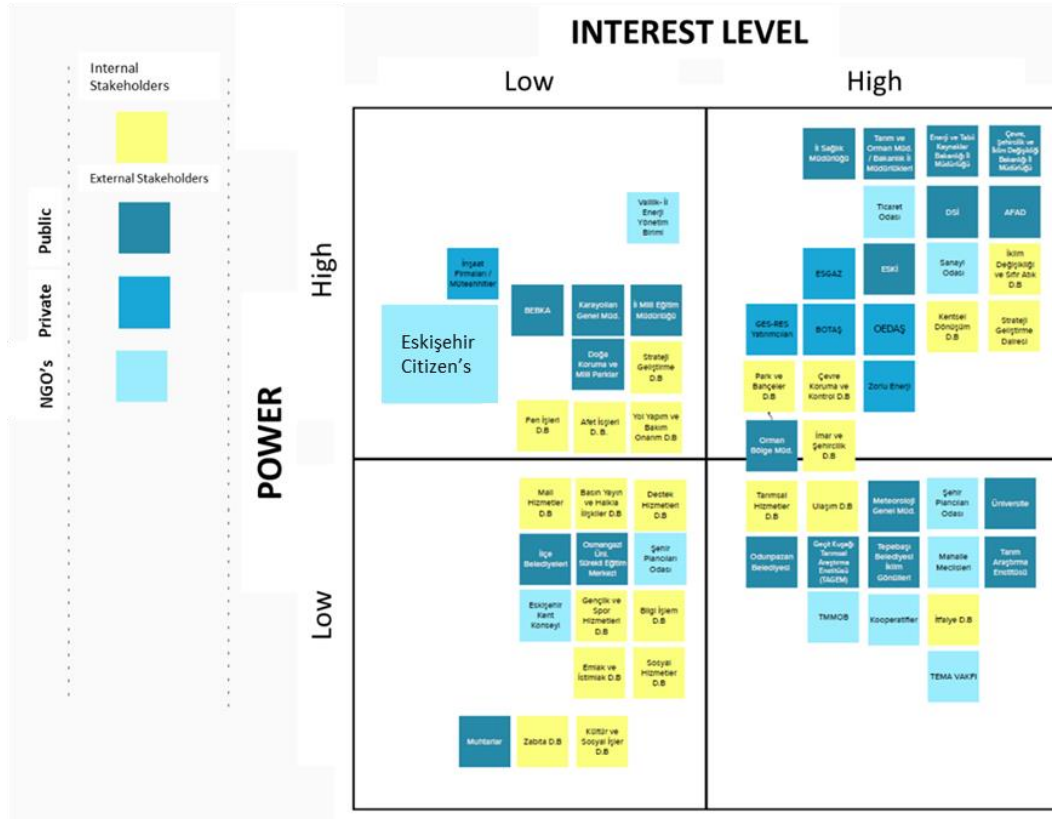 INTEREST LEVEL
Low
High
Internal
Stakeholders
External Stakeholders
Public
Private
NGO's
POWER
High
Low
Valilik- İl
Enerji
Yönetim
Birimi
İnşaat
Firmaları /
Müteahhitler
Eskişehir
Citizen's
BEBKA
Karayolları
Genel Müd.
İl Milli Eğitim
Müdürlüğü
Doğa
Koruma ve
Milli Parklar
Strateji
Geliştirme
D.B
Fen İşleri
D.B
Afet İşleri
D. B.
Yol Yapım ve
Bakım
Onarım D.B
İl Sağlık
Müdürlüğü
Tarım ve
Orman Müd.
/ Bakanlık İl
Müdürlükleri
Enerji ve Tabii
Kaynaklar
Bakanlığı İl
Müdürlüğü
Çevre,
Şehircilik ve
İklim Değişikliği
Bakanlığı İl
Müdürlüğü
Ticaret
Odası
DSİ
AFAD
ESGAZ
ESKİ
Sanayi
Odası
İklim
Değişikliği
ve Sıfır Atık
D.B
GES-RES
Yatırımcıları
BOTAŞ
OEDAŞ
Kentsel
Dönüşüm
D.B
Strateji
Geliştirme
Dairesi
Park ve
Bahçeler
D.B
Çevre
Koruma ve
Kontrol D.B
Zorlu Enerji
Orman
Bölge Müd.
İmar ve
Şehircilik
D.B
Mali
Hizmetler
D.B
Basın Yayın
ve Halkla
İlişkiler D.B
Destek
Hizmetleri
D.B
İlçe
Belediyeleri
Osmangazi
Üni.
Sürekli Eğitim
Merkezi
Şehir
Plancıları
Odası
Eskişehir
Kent
Konseyi
Gençlik ve
Spor
Hizmetleri
D.B
Bilgi İşlem
D.B
Emlak ve
İstimlak D.B
Sosyal
Hizmetler
D.B
Muhtarlar
Zabıta D.B
Kültür ve
Sosyal İşler
D.B
Tarımsal
Hizmetler
D.B
Ulaşım D.B
Meteoroloji
Genel Müd.
Şehir
Plancıları
Odası
Üniversite
Odunpazarı
Belediyesi
Geçit Kuşağı
Tarımsal
Araştırma
Enstitüsü
(TAGEM)
Tepebaşı
Belediyesi
İklim
Gönülleri
Mahalle
Meclisleri
Tarım
Araştırma
Enstitüsü
TMMOB
Kooperatifler
İtfaiye D.B
TEMA VAKFI